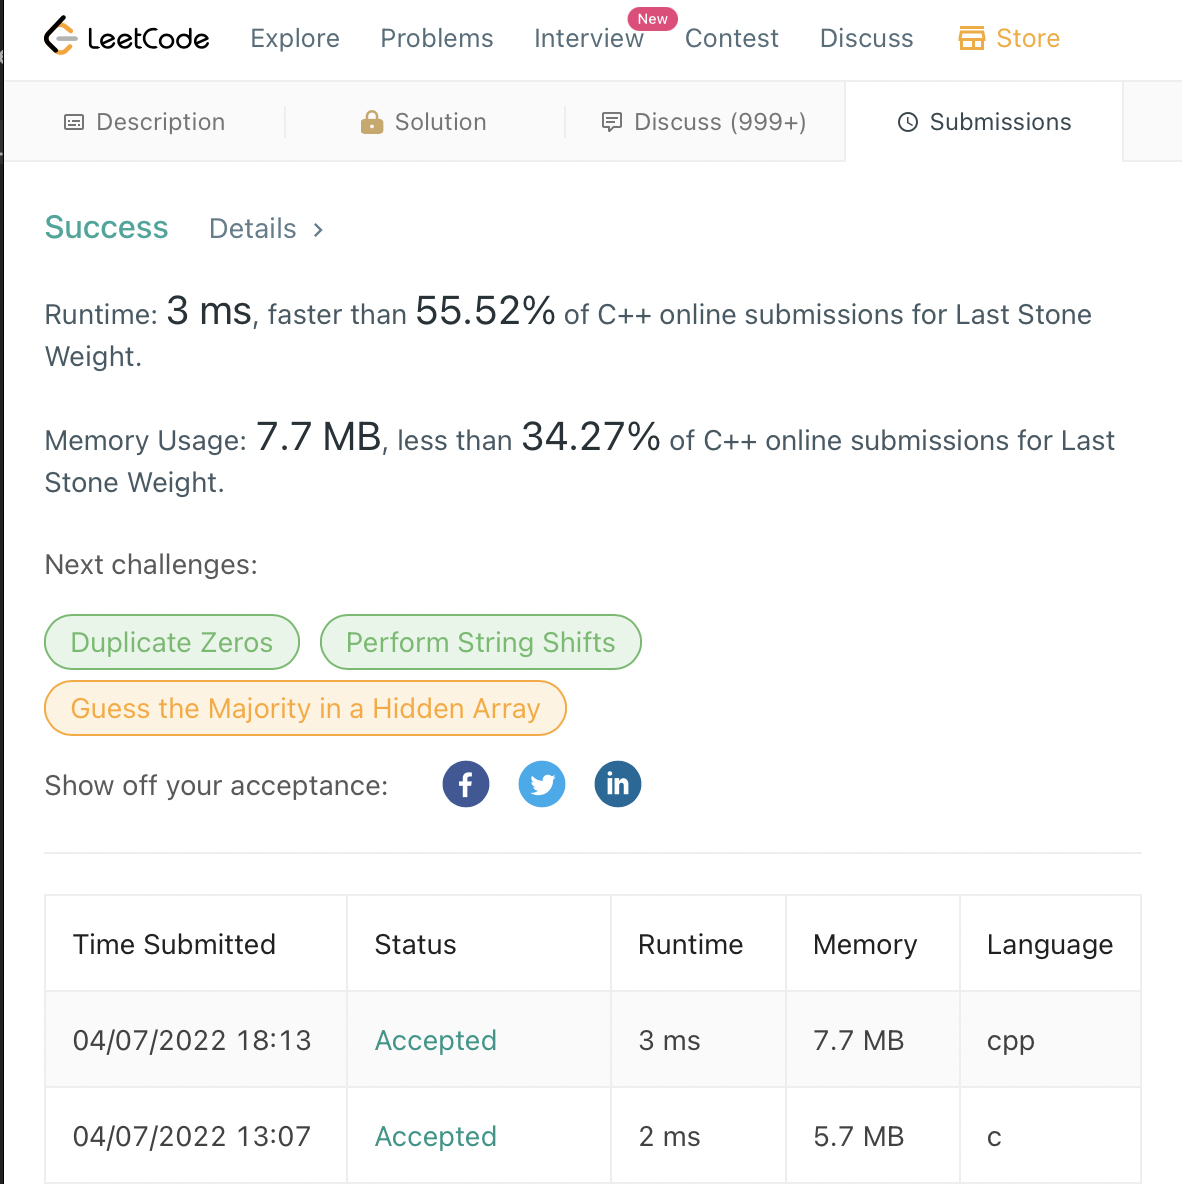 LeetCode Explore Problems Interview New Contest Discuss Store
Description Solution Discuss (999+) Submissions
Success Details >
Runtime: 3 ms, faster than 55.52% of C++ online submissions for Last Stone
Weight.
Memory Usage: 7.7 MB, less than 34.27% of C++ online submissions for Last
Stone Weight.
Next challenges:
Duplicate Zeros Perform String Shifts
Guess the Majority in a Hidden Array
Show off your acceptance: f in
Time Submitted Status Runtime Memory Language
04/07/2022 18:13 Accepted 3 ms 7.7 MB cpp
04/07/2022 13:07 Accepted 2 ms 5.7 MB c